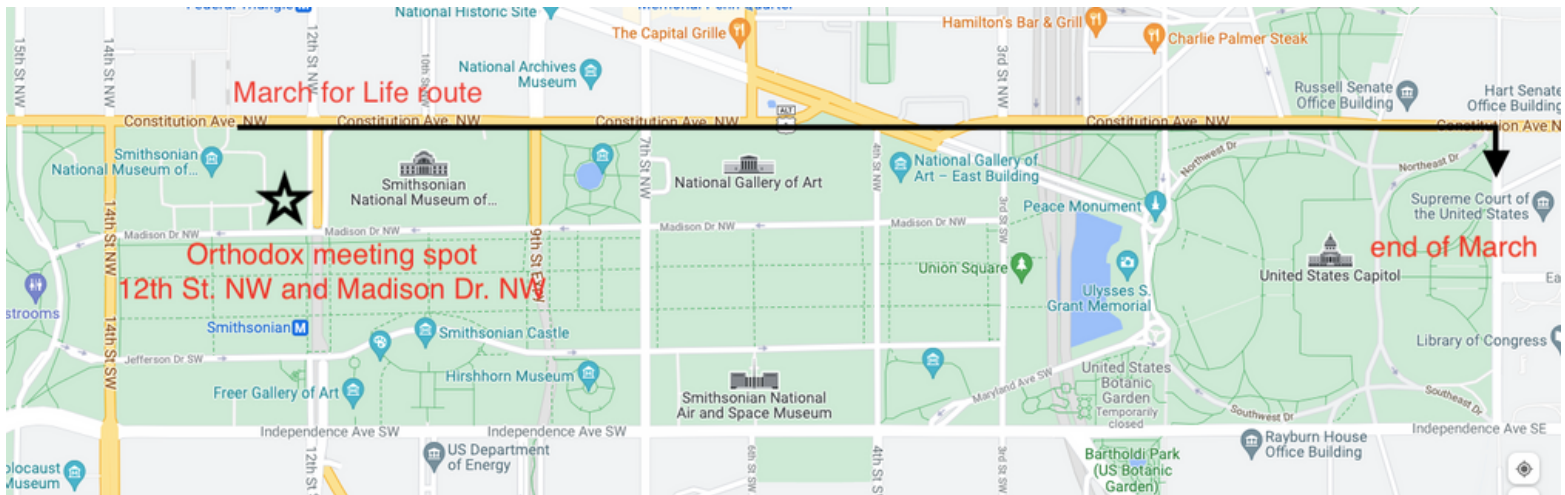 National Historic Site
The Capital Grille
Hamilton's Bar & Grill
Charlie Palmer Steak
15th St NW
14th St NW
12th St NW
3rd St NW
National Archives
Museum
Russell Senate
Office Building
Hart Senate
Office Building
March for Life route
ALT
1
Constitution Ave. NW
Constitution Ave. NW
Constitution Ave. NW
Constitution Ave. NW
Constitution Ave N
Smithsonian
National Museum of...
Smithsonian
National Museum of...
7th St NW
National Gallery of Art
4th St NW
National Gallery of
Art – East Building
Northwest Dr
Northeast Dr
Peace Monument
Supreme Court of
the United States
14th St NW
Madison Dr NW
Madison Dr NW
Madison Dr NW
Madison Dr NW
3rd St SW
9th St Expy
Orthodox meeting spot
12th St. NW and Madison Dr. NW
end of March
United States Capitol
Union Square
Ulysses S.
Grant Memorial
strooms
Smithsonian M
Smithsonian Castle
14th St SW
Jefferson Dr SW
Library of Congress
Freer Gallery of Art
Hirshhorn Museum
Smithsonian National
Air and Space Museum
Maryland Ave SW
United States
Botanic
Garden
Temporarily
closed
Southwest Dr
Southeast Dr
Independence Ave SW
Independence Ave SW
Independence Ave SE
olocaust
Museum
12th St
US Department
of Energy
6th St SW
4th St S
3rd St SW
Bartholdi Park
(US Botanic
Garden)
Rayburn House
Office Building